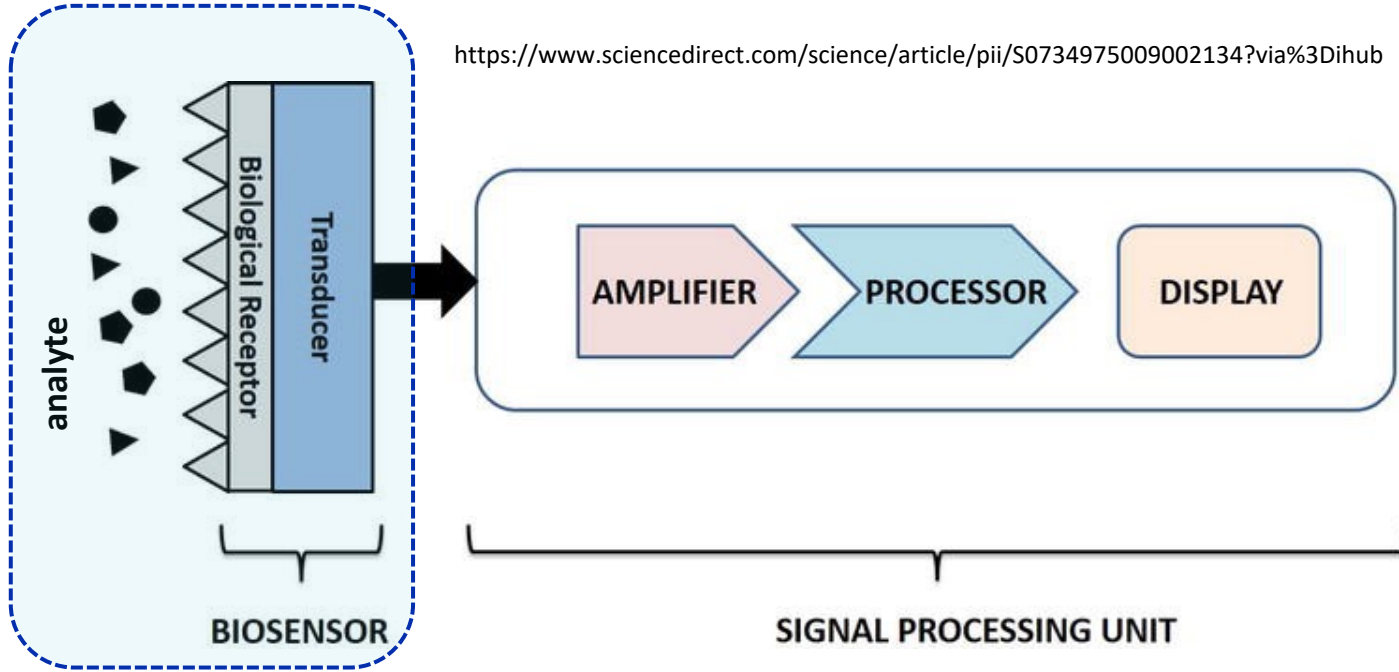 https://www.sciencedirect.com/science/article/pii/S0734975009002134?via%3Dihub
analyte
Biological Receptor
Transducer
AMPLIFIER
PROCESSOR
DISPLAY
BIOSENSOR
SIGNAL PROCESSING UNIT